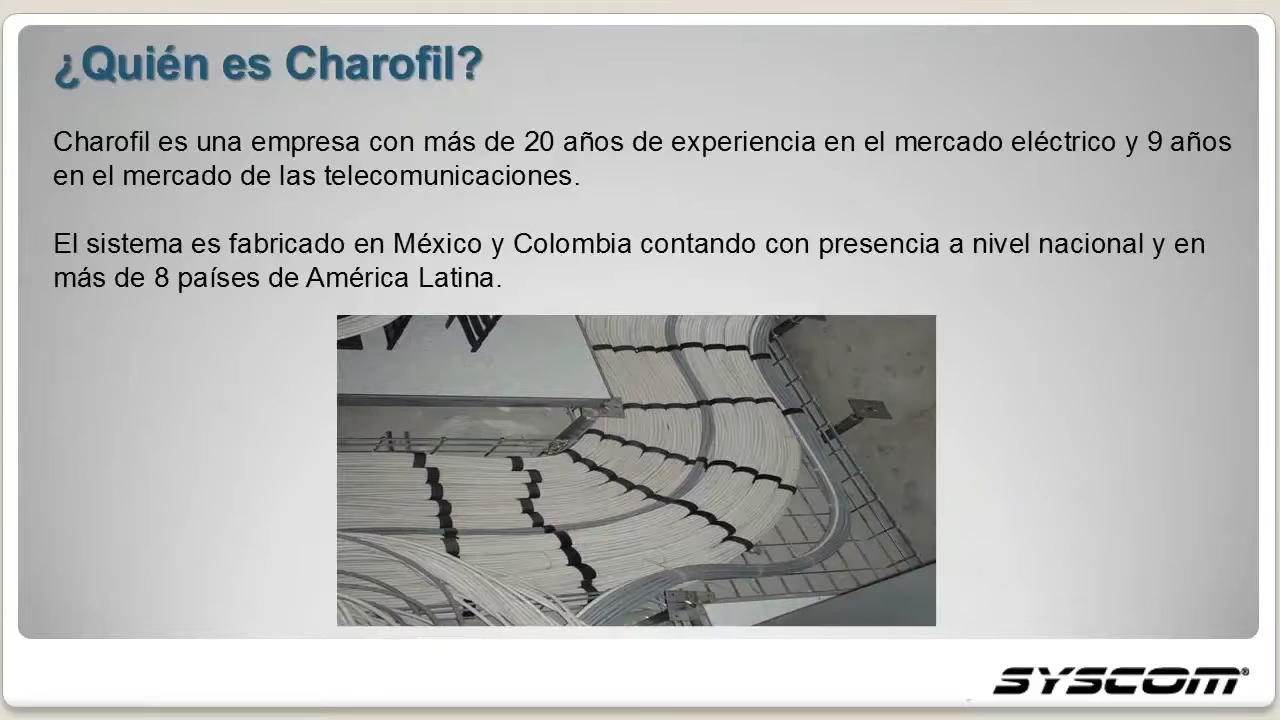 ¿Quién es Charofil?
Charofil es una empresa con más de 20 años de experiencia en el mercado eléctrico y 9 años
en el mercado de las telecomunicaciones.
El sistema es fabricado en México y Colombia contando con presencia a nivel nacional y en
más de 8 países de América Latina.
SYSCOM®